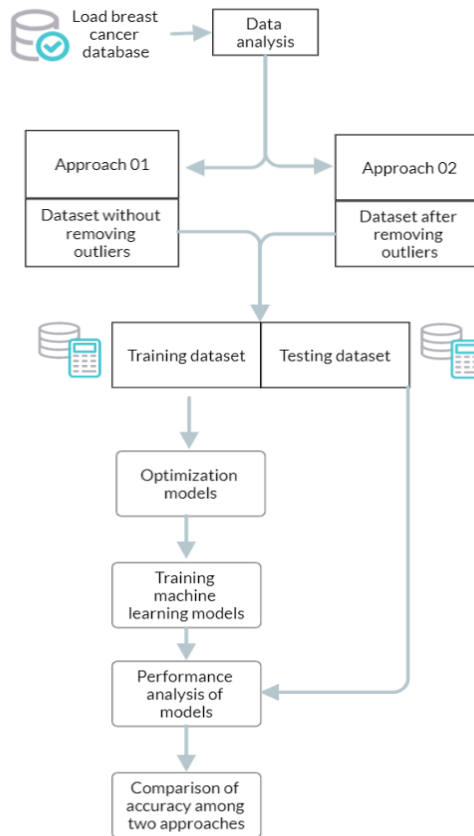 Load breast
cancer
database
Data
analysis
Approach 01
Dataset without
removing
outliers
Approach 02
Dataset after
removing
outliers
Training dataset
Testing dataset
Optimization
models
Training
machine
learning models
Performance
analysis of
models
Comparison of
accuracy among
two approaches